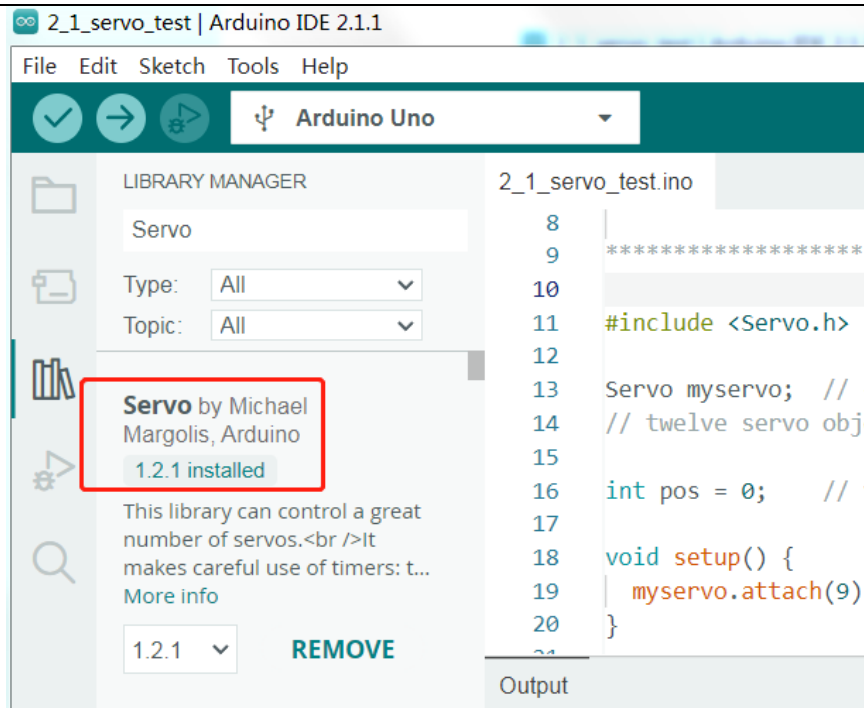 2_1_servo_test | Arduino IDE 2.1.1
File Edit Sketch Tools Help
Arduino Uno
LIBRARY MANAGER
Servo
Type: All
Topic: All
Servo by Michael
Margolis, Arduino
1.2.1 installed
This library can control a great
number of servos.<br />It
makes careful use of timers: t...
More info
1.2.1 REMOVE
2_1_servo_test.ino
8
9 ********************
10
11 #include <Servo.h>
12
13 Servo myservo; //
14 // twelve servo obj
15
16 int pos = 0; //
17
18 void setup() {
19 myservo.attach(9)
20 }
Output